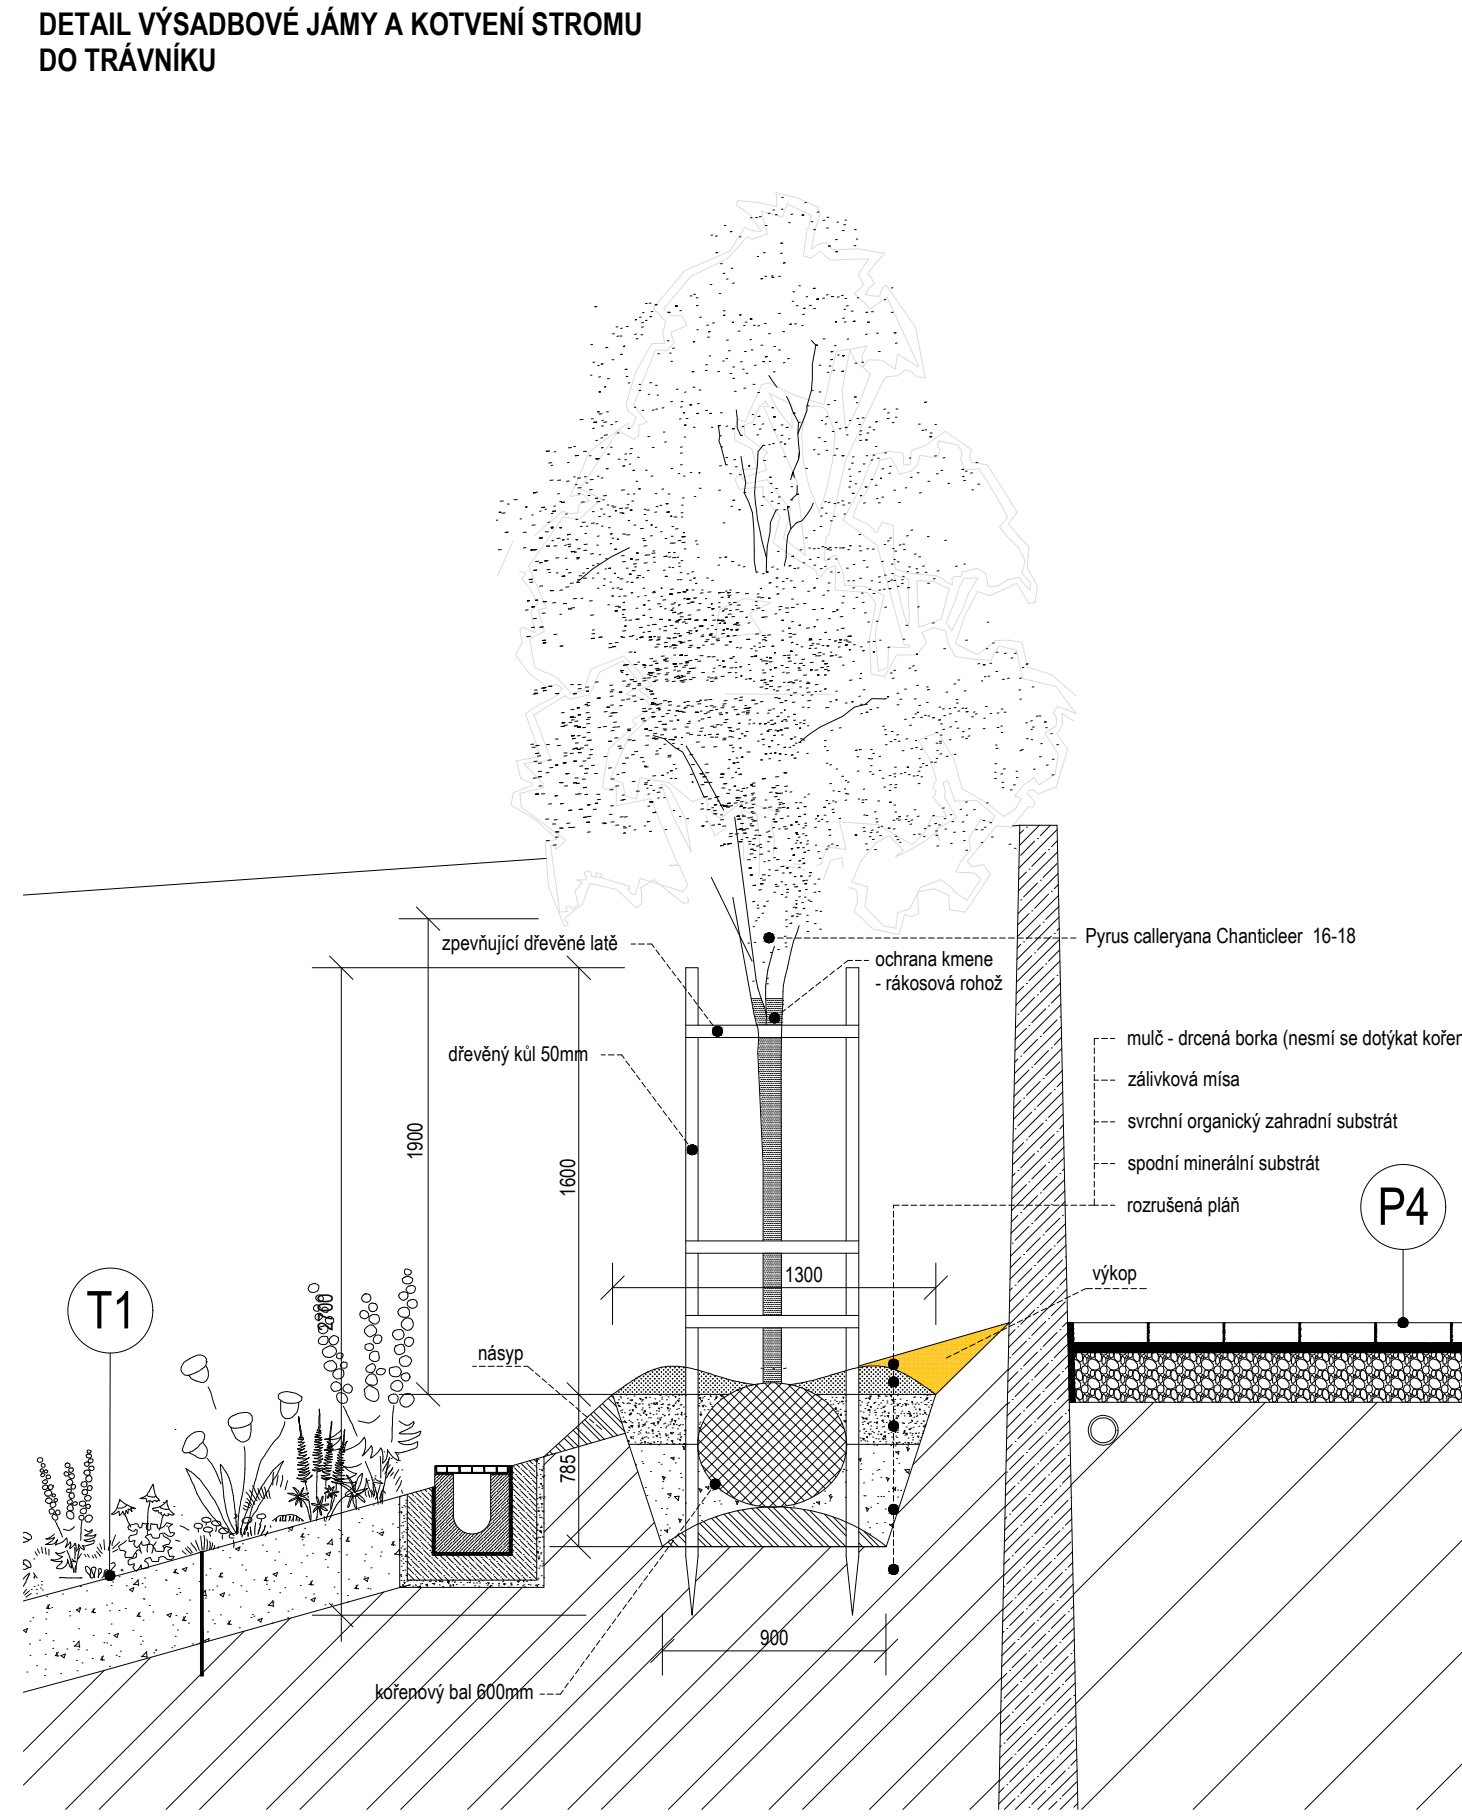 DETAIL VÝSADBOVÉ JÁMY A KOTVENÍ STROMU
DO TRÁVNÍKU
zpevňující dřevěné latě
Pyrus calleryana Chanticleer 16-18
ochrana kmene
- rákosová rohož
dřevěný kůl 50mm
mulč - drcená borka (nesmí se dotýkat kořen
zálivková mísa
svrchní organický zahradní substrát
spodní minerální substrát
rozrušená pláň
1900
1600
P4
výkop
1300
T1
2700
násyp
785
900
kořenový bal 600mm